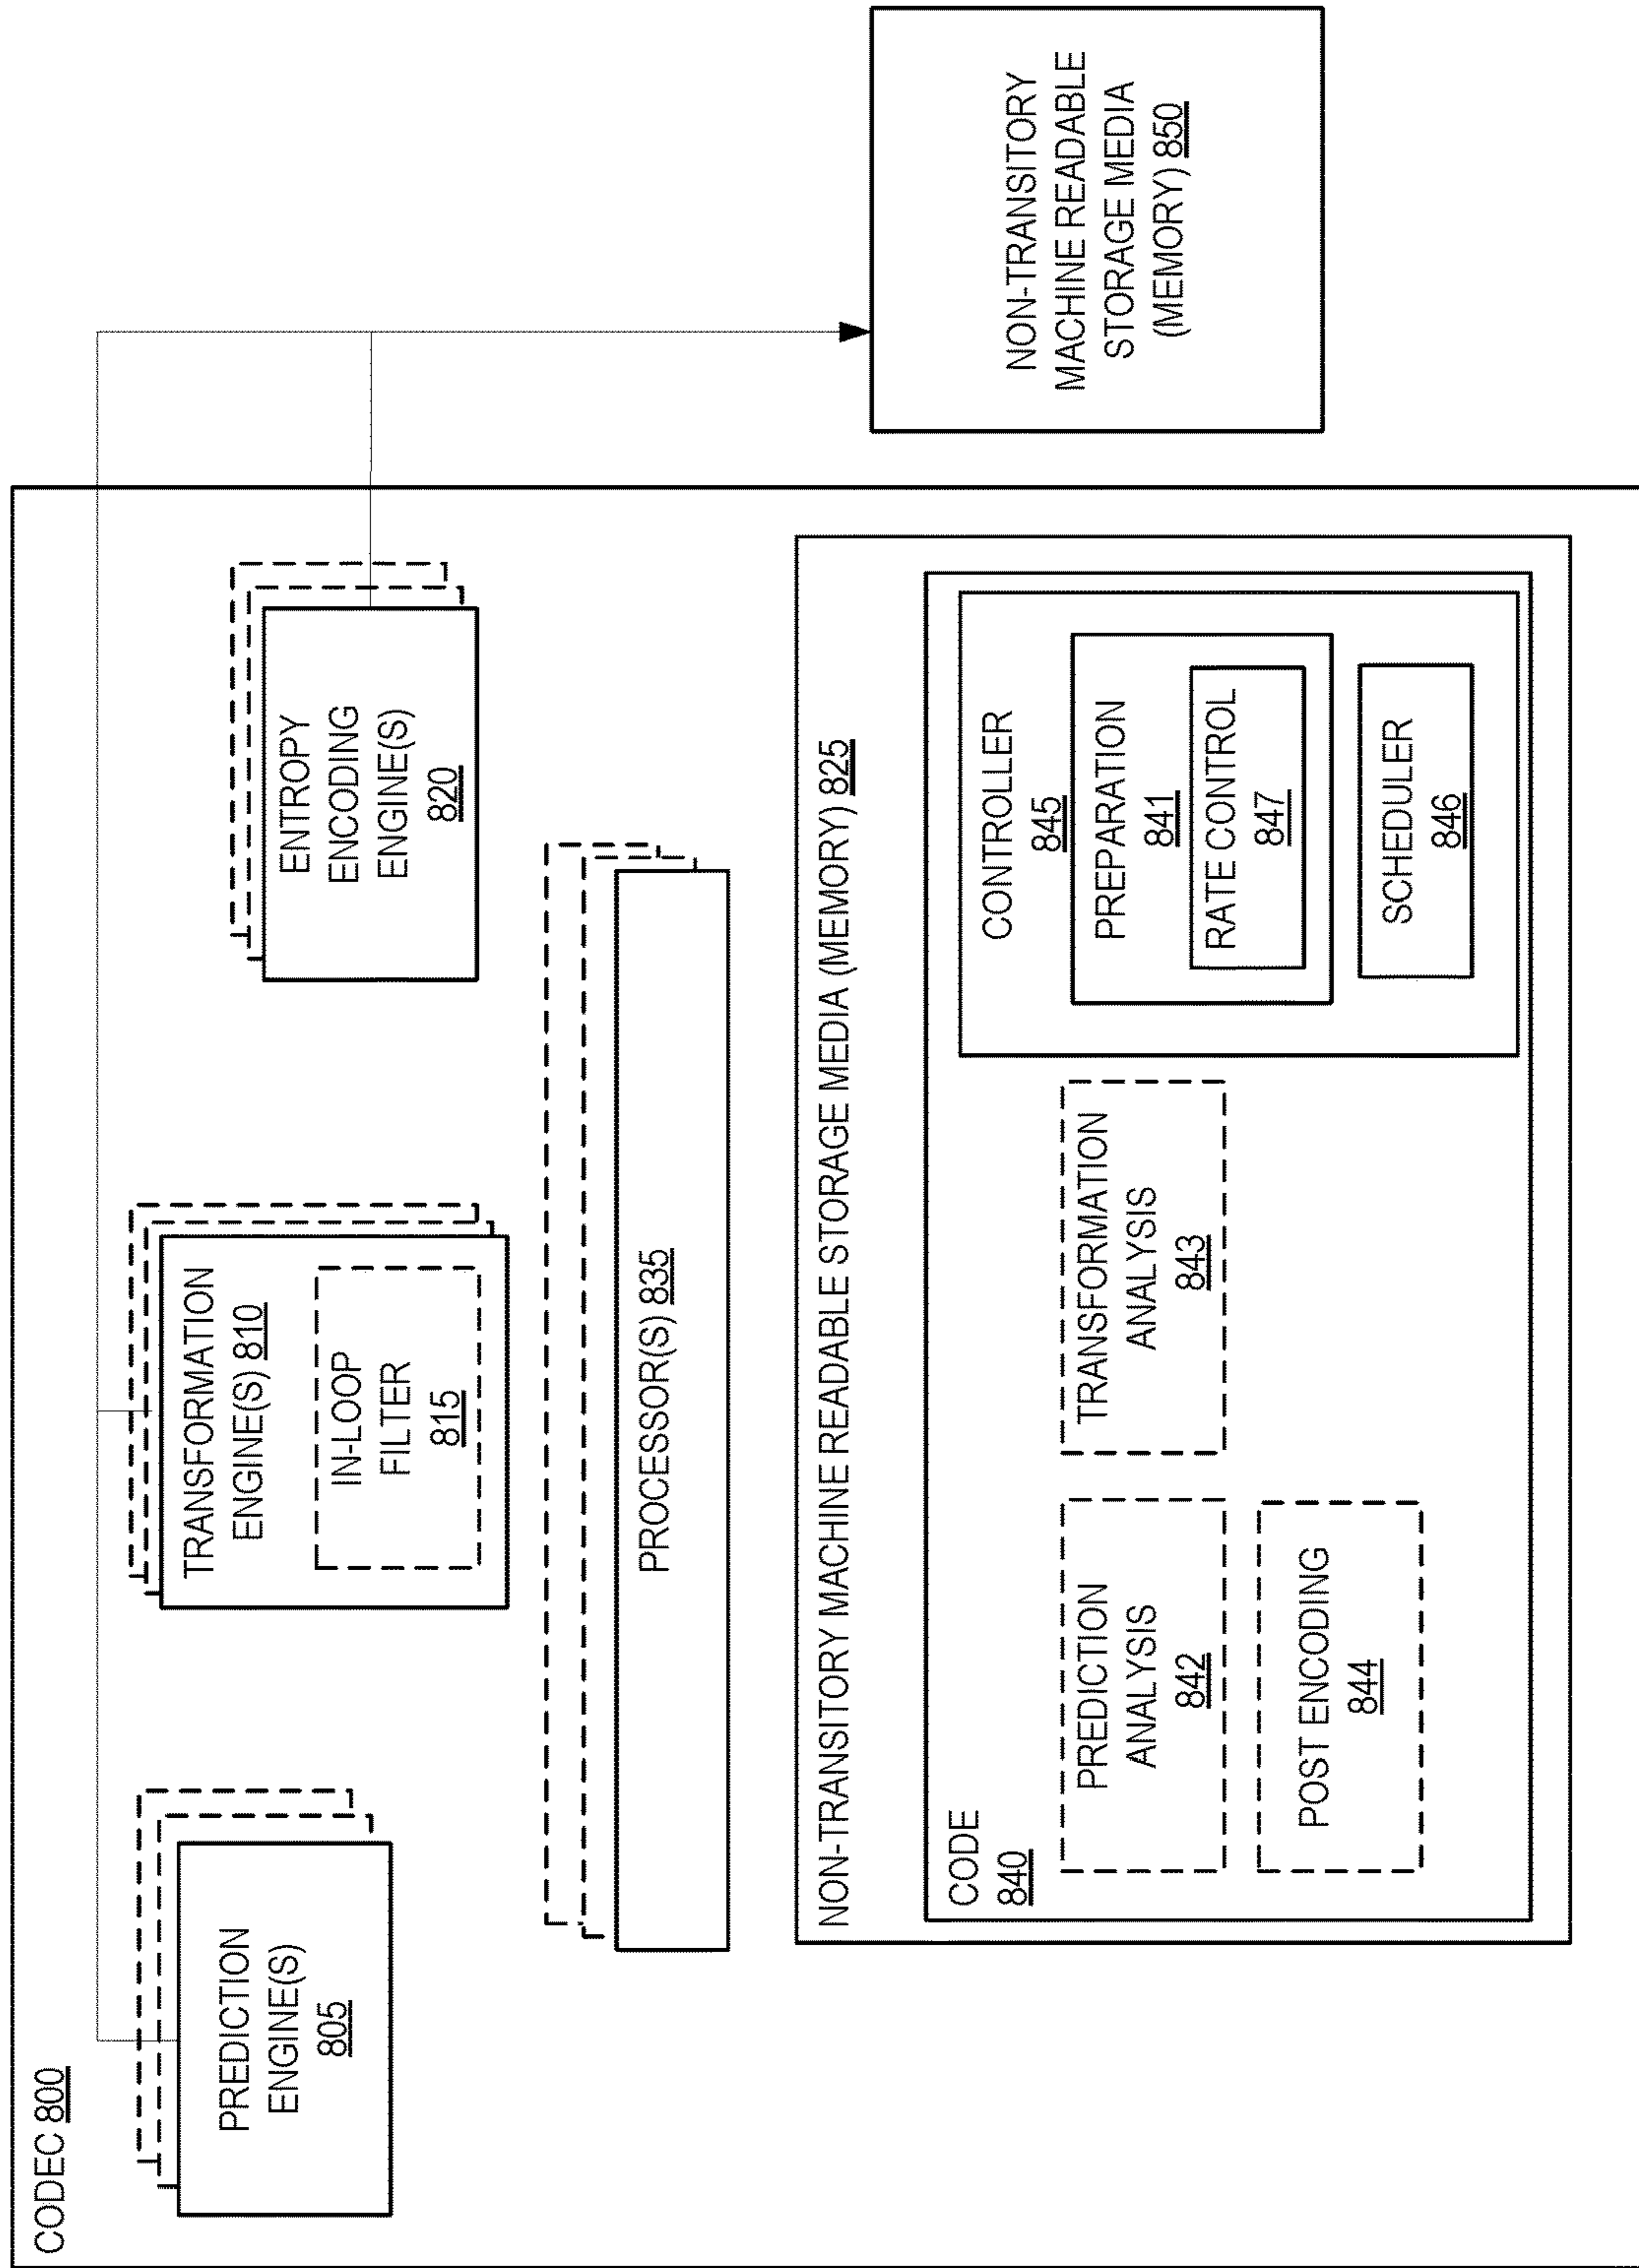 CODEC 800
PREDICTION
ENGINE(S)
805
TRANSFORMATION
ENGINE(S) 810
IN-LOOP
FILTER
815
ENTROPY
ENCODING
ENGINE(S)
820
PROCESSOR(S) 835
NON-TRANSITORY MACHINE READABLE STORAGE MEDIA (MEMORY) 825
CODE
840
PREDICTION
ANALYSIS
842
TRANSFORMATION
ANALYSIS
843
POST ENCODING
844
CONTROLLER
845
PREPARATION
841
RATE CONTROL
847
SCHEDULER
846
NON-TRANSITORY
MACHINE READABLE
STORAGE MEDIA
(MEMORY) 850